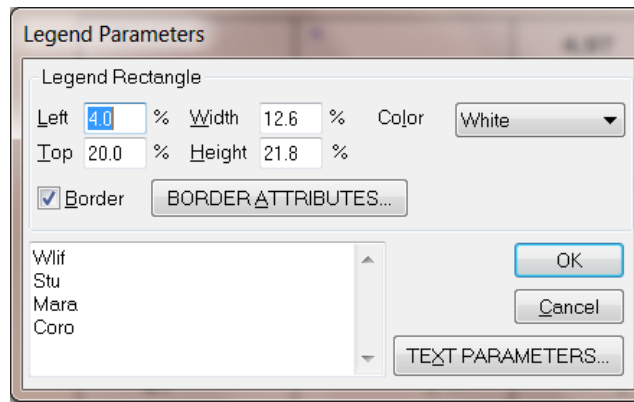 Legend Parameters
Legend Rectangle
Left 4.0 % Width 12.6 % Color White
Top 20.0 % Height 21.8 %
Border BORDER ATTRIBUTES...
Wlif
Stu
Mara
Coro
OK
Cancel
TEXT PARAMETERS...